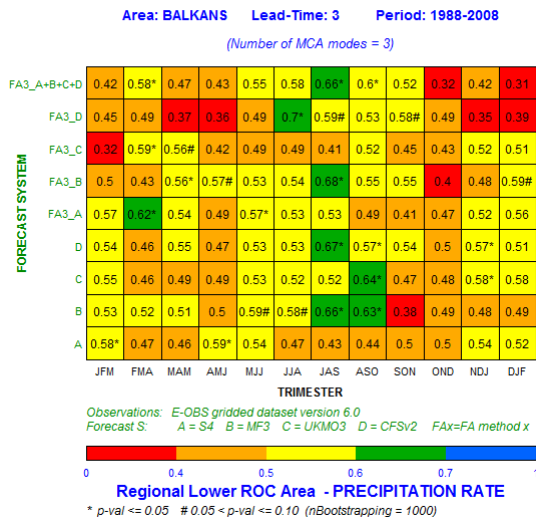 Area: BALKANS Lead-Time: 3 Period: 1988-2008
(Number of MCA modes = 3)
FORECAST SYSTEM
FA3_A+B+C+D 0.42 0.58* 0.47 0.43 0.55 0.58 0.66* 0.6* 0.52 0.32 0.42 0.31
FA3_D 0.45 0.49 0.37 0.36 0.49 0.7* 0.59# 0.53 0.58# 0.49 0.35 0.39
FA3_C 0.32 0.59* 0.56# 0.42 0.49 0.49 0.41 0.52 0.45 0.43 0.52 0.51
FA3_B 0.5 0.43 0.56* 0.57# 0.53 0.54 0.68* 0.55 0.55 0.4 0.48 0.59#
FA3_A 0.57 0.62* 0.54 0.49 0.57* 0.53 0.53 0.49 0.41 0.47 0.52 0.56
D 0.54 0.46 0.55 0.47 0.53 0.53 0.67* 0.57* 0.54 0.5 0.57* 0.51
C 0.55 0.46 0.49 0.49 0.53 0.52 0.52 0.64* 0.47 0.48 0.58* 0.58
B 0.53 0.52 0.51 0.5 0.59# 0.58# 0.66* 0.63* 0.38 0.49 0.48 0.49
A 0.58* 0.47 0.46 0.59* 0.54 0.47 0.43 0.44 0.5 0.5 0.54 0.52
JFM FMA MAM AMJ MJJ JJA JAS ASO SON OND NDJ DJF
TRIMESTER
Observations: E-OBS gridded dataset version 6.0
Forecast S: A = S4 B = MF3 C = UKMO3 D = CFSv2 FAx=FA method x
0 0.4 0.5 0.6 0.7 1
Regional Lower ROC Area - PRECIPITATION RATE
* p-val <= 0.05 # 0.05 < p-val <= 0.10 (nBootstrapping = 1000)